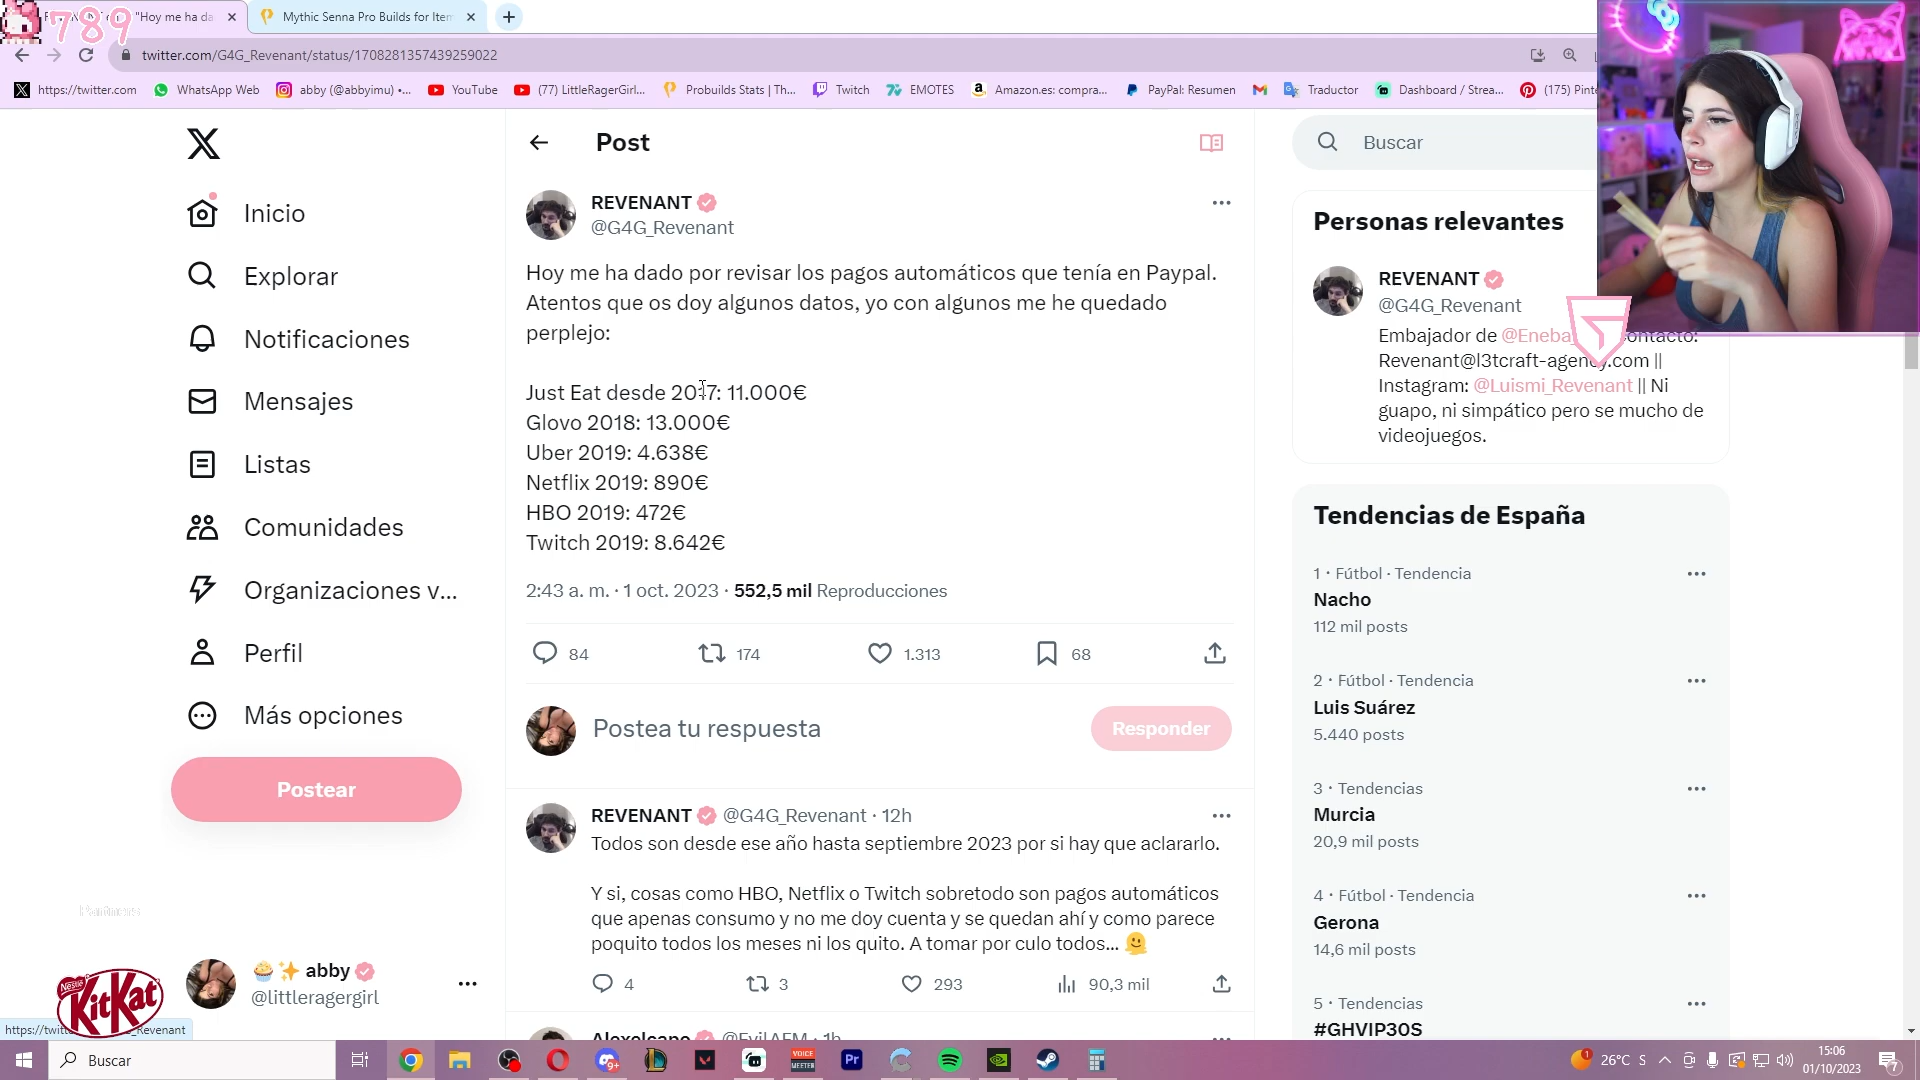 789
"Hoy me ha da
Mythic Senna Pro Builds for Iten
twitter.com/G4G_Revenant/status/1708281357439259022
https://twitter.com
WhatsApp Web
abby (@abbyimu) •...
YouTube
(77) LittleRagerGirl...
Probuilds Stats | Th...
Twitch
EMOTES
Amazon.es: compra...
PayPal: Resumen
Traductor
Dashboard / Strea...
(175) Pint
Inicio
Explorar
Notificaciones
Mensajes
Listas
Comunidades
Organizaciones v...
Perfil
Más opciones
Postear
Partners
KitKat
abby
@littleragergirl
Post
REVENANT
@G4G_Revenant
Hoy me ha dado por revisar los pagos automáticos que tenía en Paypal.
Atentos que os doy algunos datos, yo con algunos me he quedado
perplejo:
Just Eat desde 2017: 11.000€
Glovo 2018: 13.000€
Uber 2019: 4.638€
Netflix 2019: 890€
HBO 2019: 472€
Twitch 2019: 8.642€
2:43 a. m. · 1 oct. 2023 · 552,5 mil Reproducciones
84 174 1.313 68
Postea tu respuesta
Responder
REVENANT @G4G_Revenant · 12h
Todos son desde ese año hasta septiembre 2023 por si hay que aclararlo.
Y si, cosas como HBO, Netflix o Twitch sobretodo son pagos automáticos
que apenas consumo y no me doy cuenta y se quedan ahí y como parece
poquito todos los meses ni los quito. A tomar por culo todos... 🫠
4 3 293 90,3 mil
Alexelcapo @EvilAFM · 1h
Buscar
Personas relevantes
REVENANT
@G4G_Revenant
Embajador de @Eneba
ontacto:
Revenant@l3tcraft-agency.com ||
Instagram: @Luismi_Revenant || Ni
guapo, ni simpático pero se mucho de
videojuegos.
Tendencias de España
1 · Fútbol · Tendencia
Nacho
112 mil posts
2 · Fútbol · Tendencia
Luis Suárez
5.440 posts
3 · Tendencias
Murcia
20,9 mil posts
4 · Fútbol · Tendencia
Gerona
14,6 mil posts
5 · Tendencias
#GHVIP30S
Buscar
26°C S
15:06
01/10/2023